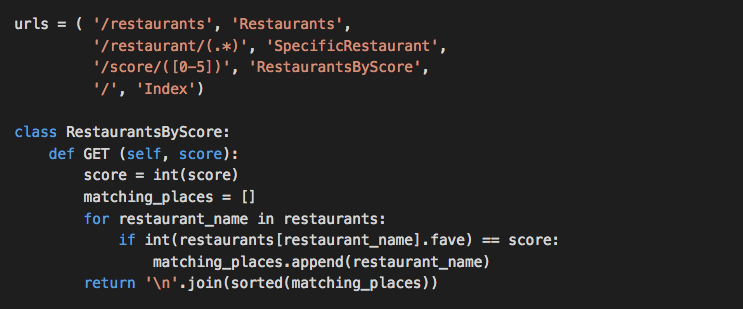 urls = ( '/restaurants', 'Restaurants',
         '/restaurant/(.*)', 'SpecificRestaurant',
         '/score/([0-5])', 'RestaurantsByScore',
         '/', 'Index')
class RestaurantsByScore:
    def GET (self, score):
        score = int(score)
        matching_places = []
        for restaurant_name in restaurants:
            if int(restaurants[restaurant_name].fave) == score:
                matching_places.append(restaurant_name)
        return '\n'.join(sorted(matching_places))